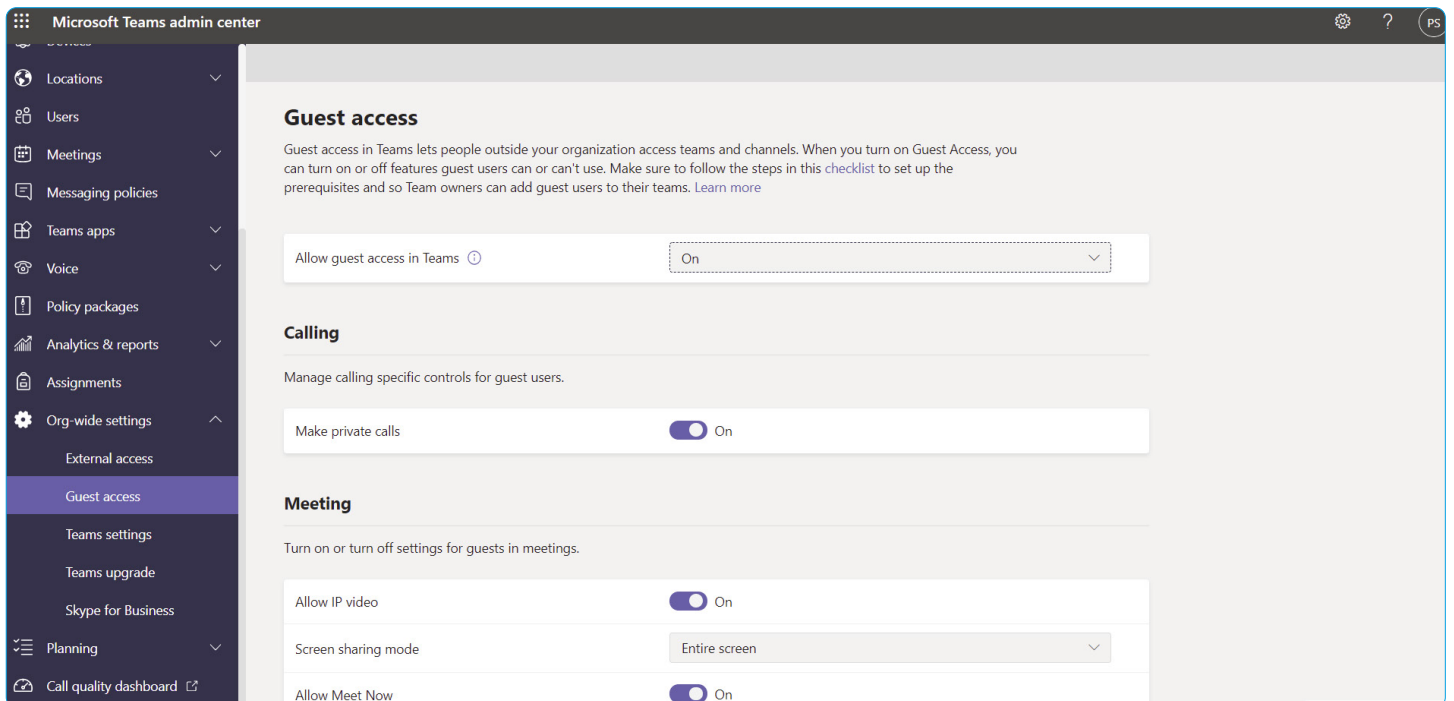 Microsoft Teams admin center
PS
Devices
Locations
Users
Meetings
Messaging policies
Teams apps
Voice
Policy packages
Analytics & reports
Assignments
Org-wide settings
External access
Guest access
Teams settings
Teams upgrade
Skype for Business
Planning
Call quality dashboard
Guest access
Guest access in Teams lets people outside your organization access teams and channels. When you turn on Guest Access, you
can turn on or off features guest users can or can't use. Make sure to follow the steps in this checklist to set up the
prerequisites and so Team owners can add guest users to their teams. Learn more
Allow guest access in Teams On
Calling
Manage calling specific controls for guest users.
Make private calls On
Meeting
Turn on or turn off settings for guests in meetings.
Allow IP video On
Screen sharing mode Entire screen
Allow Meet Now On